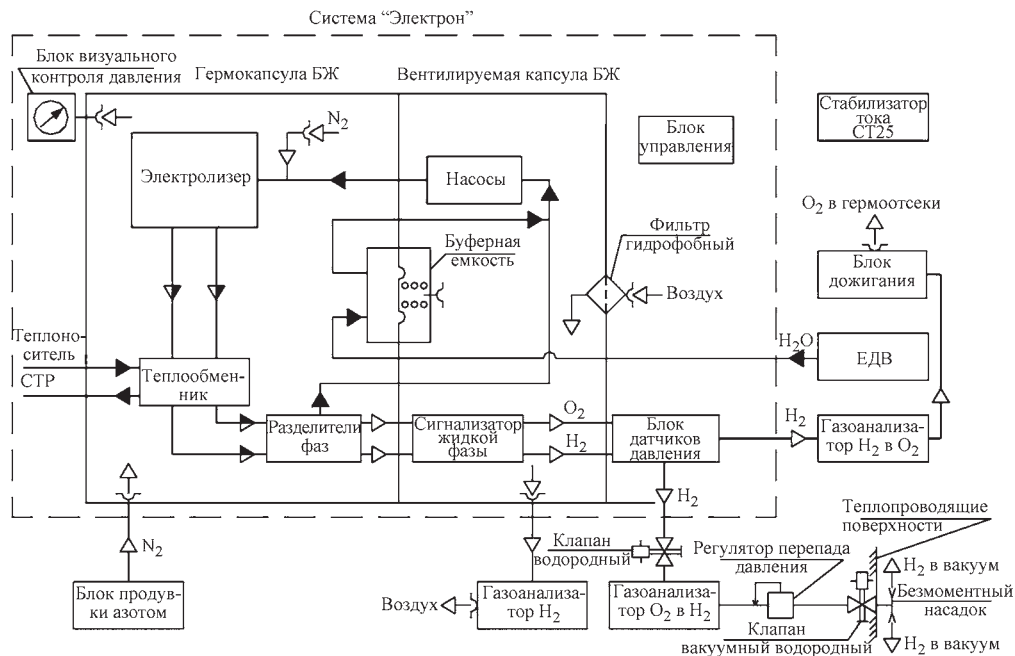 Система “Электрон”
Блок визуального
контроля давления
Гермокапсула БЖ
Вентилируемая капсула БЖ
N2
Электролизер
Насосы
Блок
управления
Стабилизатор
тока
СТ25
O2 в гермоотсеки
Блок
дожигания
Буферная
емкость
Фильтр
гидрофобный
Воздух
Теплоно-
ситель
СТР
Теплообмен-
ник
H2O
ЕДВ
Разделители
фаз
Сигнализатор
жидкой
фазы
O2
H2
Блок
датчиков
давления
H2
Газоанализа-
тор H2 в O2
H2
N2
Блок продув-
ки азотом
Воздух
Газоанализа-
тор H2
Клапан
водородный
Газоанализа-
тор O2 в H2
Регулятор перепада
давления
Теплопроводящие
поверхности
H2 в вакуум
Безмоментный
насадок
Клапан
вакуумный водородный
H2 в вакуум